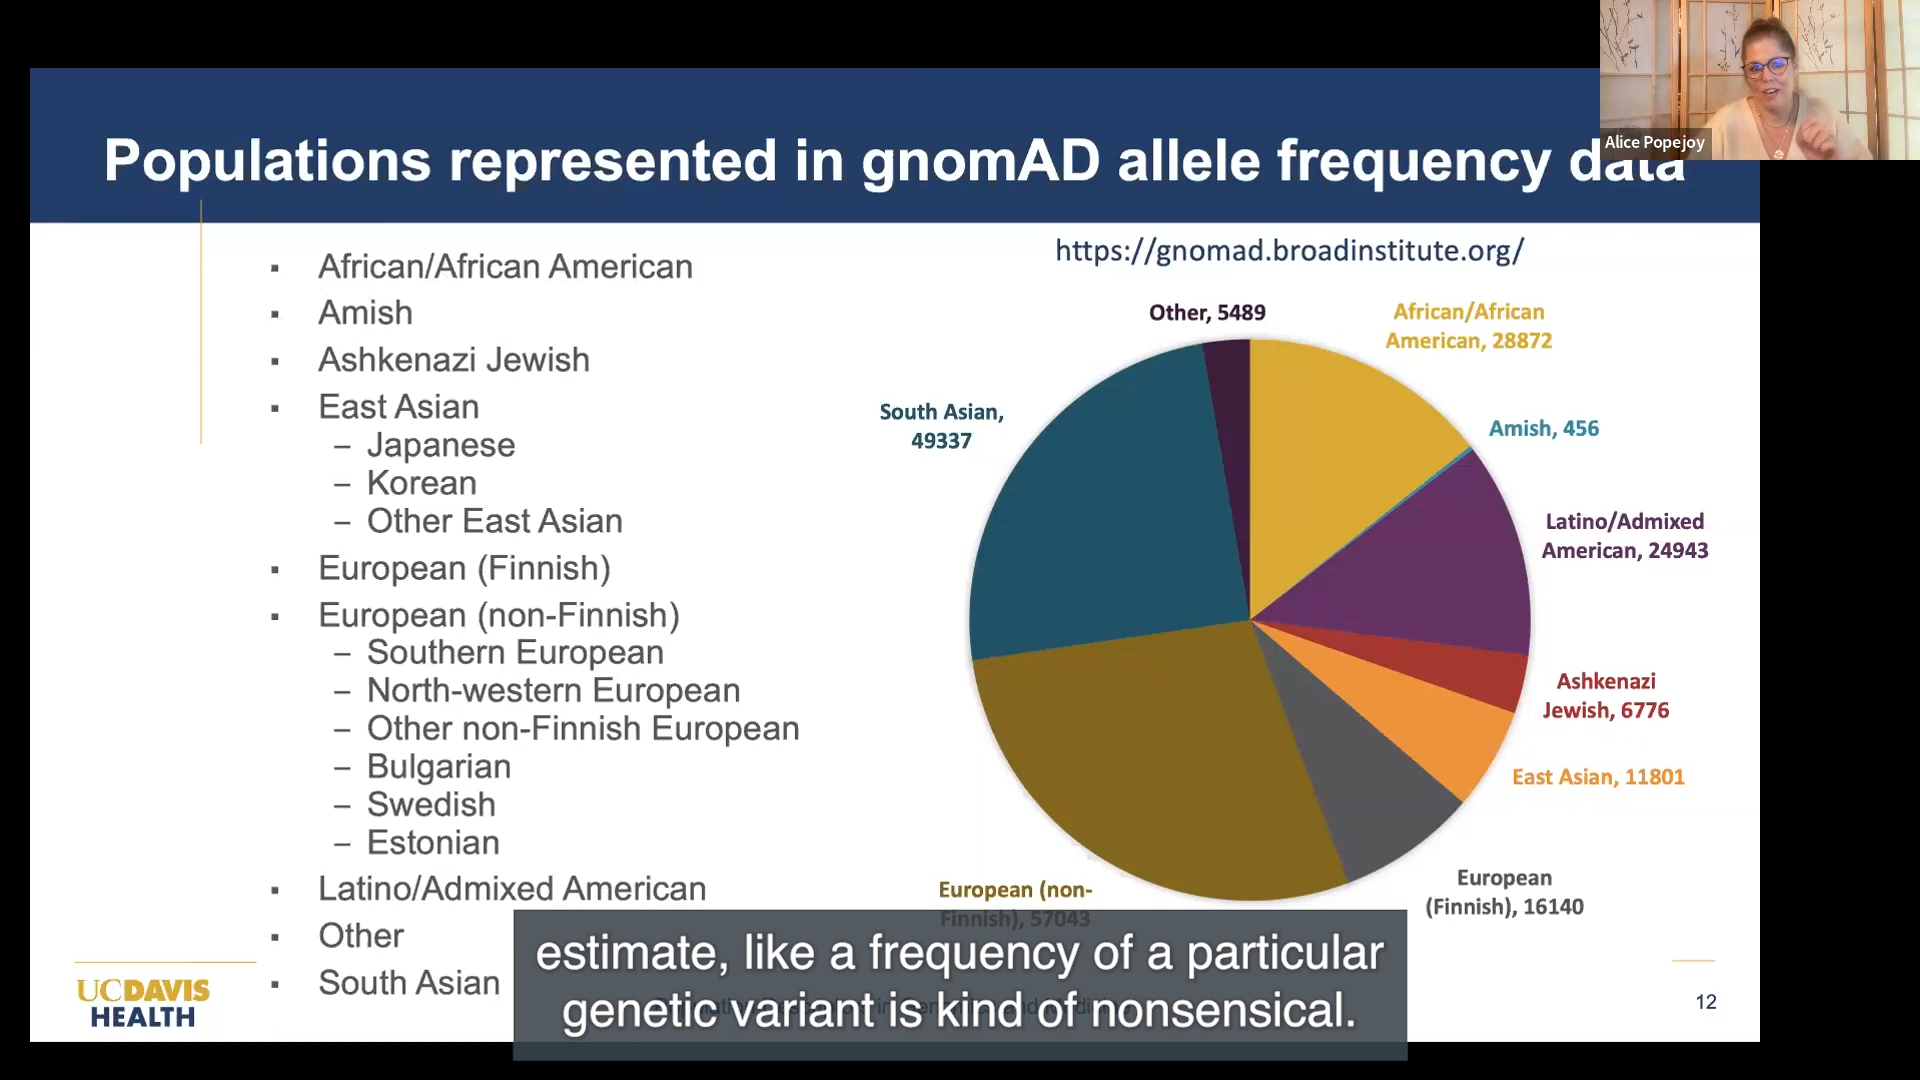 Alice Popejoy
Populations represented in gnomAD allele frequency data
▪ African/African American
▪ Amish
▪ Ashkenazi Jewish
▪ East Asian
– Japanese
– Korean
– Other East Asian
▪ European (Finnish)
▪ European (non-Finnish)
– Southern European
– North-western European
– Other non-Finnish European
– Bulgarian
– Swedish
– Estonian
▪ Latino/Admixed American
▪ Other
▪ South Asian
https://gnomad.broadinstitute.org/
Other, 5489
African/African
American, 28872
South Asian,
49337
Amish, 456
Latino/Admixed
American, 24943
Ashkenazi
Jewish, 6776
East Asian, 11801
European
(Finnish), 16140
European (non-
Finnish), 57043
estimate, like a frequency of a particular
genetic variant is kind of nonsensical.
UCDAVIS
HEALTH
12